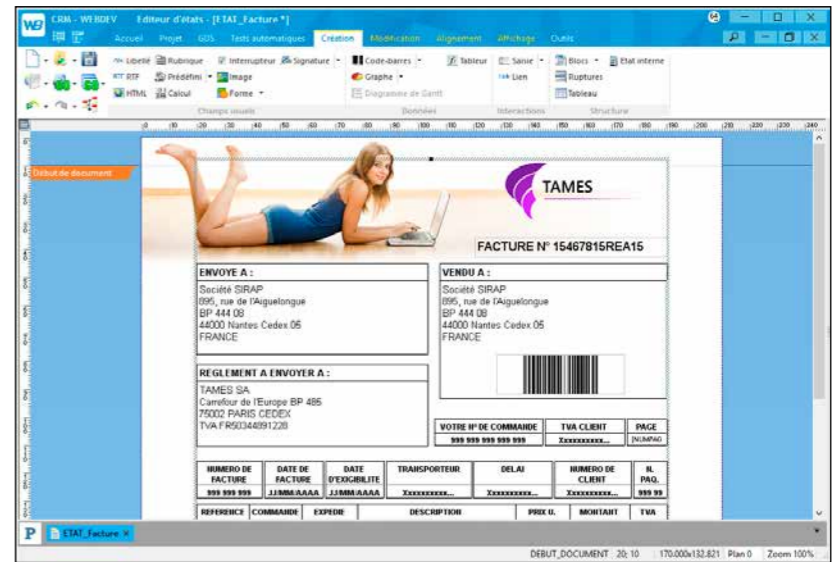 CRM - WEBDEV Editeur d'états - [ETAT_Facture *]
Accueil Projet GDS Tests automatiques Création Modification Alignement Affichage Outils
Libellé Rubrique Interrupteur Signature Code-barres Tableur Saisie Blocs Etat interne
RTF Prédéfini Image Graphe Lien Ruptures
HTML Calcul Forme Diagramme de Gantt Tableau
Champs usuels Données Interactions Structure
Début de document
TAMES
FACTURE N° 15467815REA15
ENVOYE A :
Société SIRAP
895, rue de l'Aiguelongue
BP 444 08
44000 Nantes Cedex 05
FRANCE
VENDU A :
Société SIRAP
895, rue de l'Aiguelongue
BP 444 08
44000 Nantes Cedex 05
FRANCE
REGLEMENT A ENVOYER A :
TAMES SA
Carrefour de l'Europe BP 485
75002 PARIS CEDEX
TVA FR50344891228
VOTRE N° DE COMMANDE TVA CLIENT PAGE
999 999 999 999 999 Xxxxxxxxxx... [NUMPAG
NUMERO DE FACTURE DATE DE FACTURE DATE D'EXIGIBILITE TRANSPORTEUR DELAI NUMERO DE CLIENT N. PAQ.
999 999 999 JJ/MM/AAAA JJ/MM/AAAA Xxxxxxxxxx... Xxxxxxxxxx... Xxxxxxxxxx... 999 99
REFERENCE COMMANDE EXPEDIE DESCRIPTION PRIX U. MONTANT TVA
ETAT_Facture
DEBUT_DOCUMENT 20; 10 170.000x132.821 Plan 0 Zoom 100%